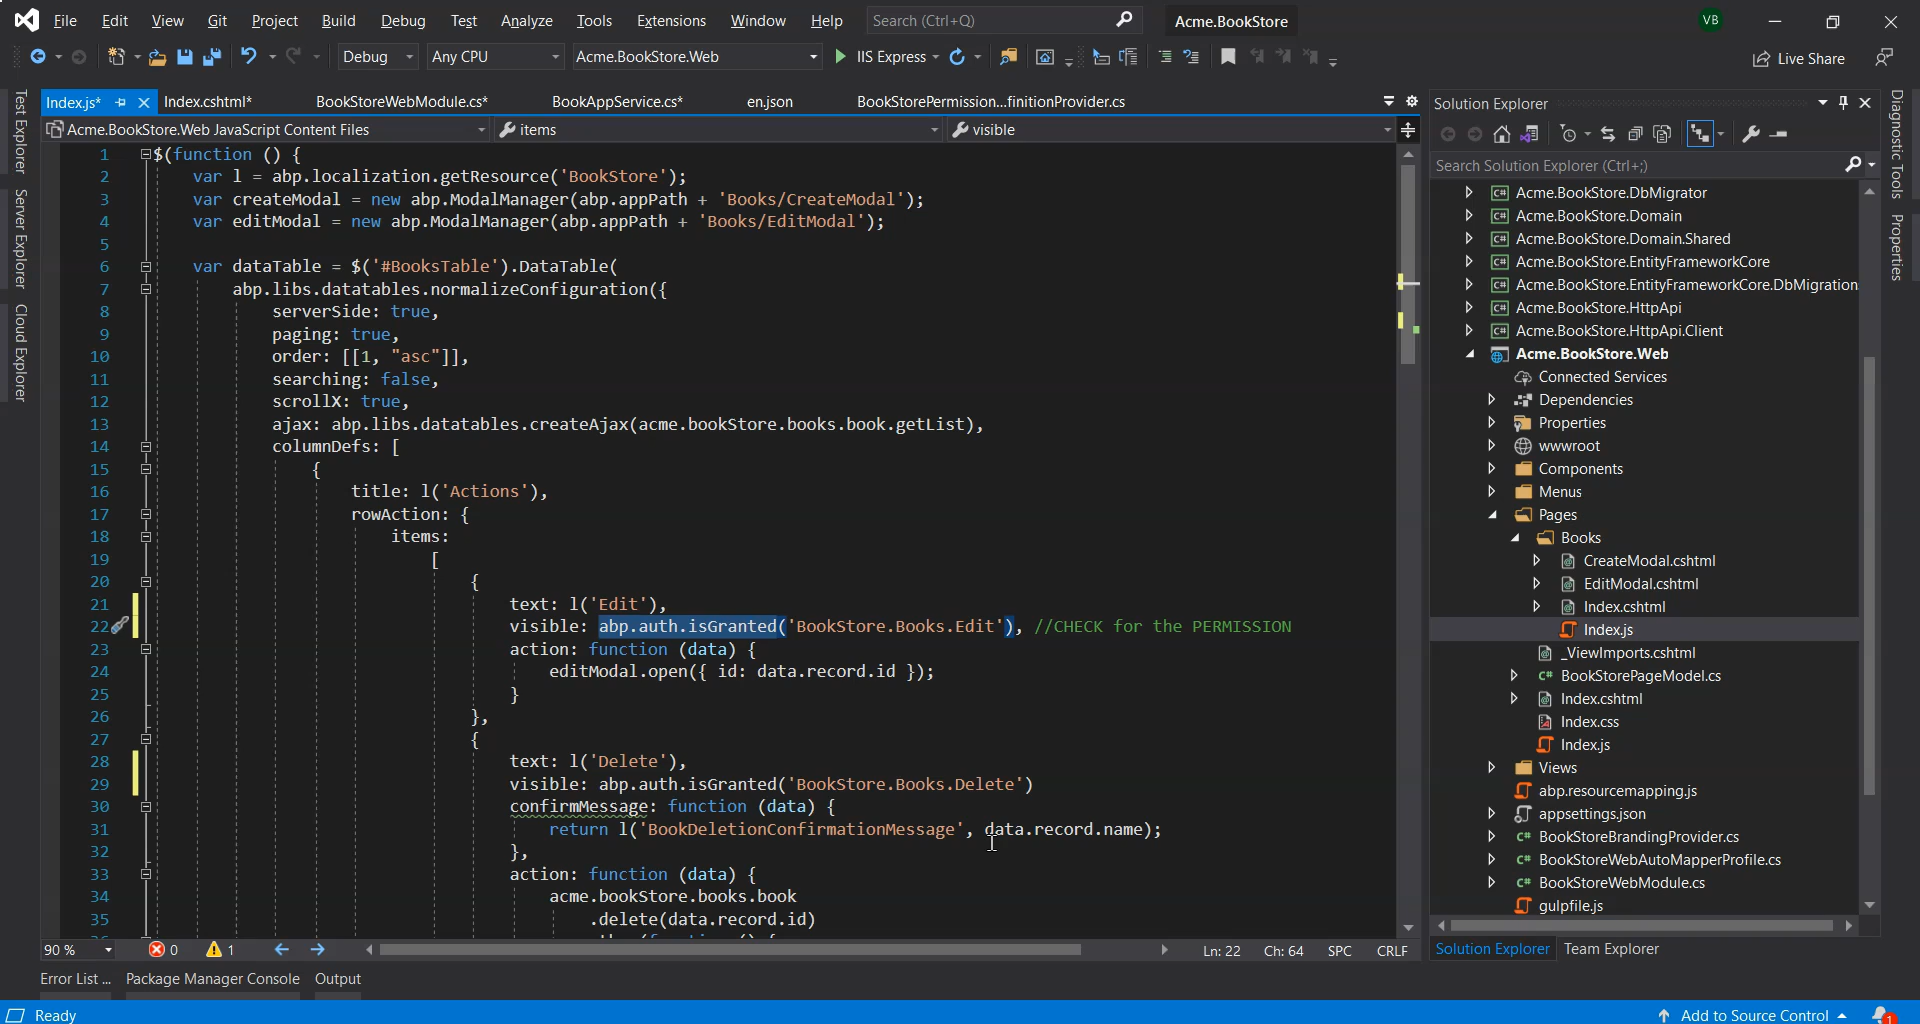 File Edit View Git Project Build Debug Test Analyze Tools Extensions Window Help Search (Ctrl+Q) Acme.BookStore VB
Debug Any CPU Acme.BookStore.Web IIS Express Live Share
Test Explorer
Server Explorer
Cloud Explorer
Index.js* Index.cshtml* BookStoreWebModule.cs* BookAppService.cs* en.json BookStorePermission...finitionProvider.cs
Acme.BookStore.Web JavaScript Content Files items visible
1 $(function () {
2 var l = abp.localization.getResource('BookStore');
3 var createModal = new abp.ModalManager(abp.appPath + 'Books/CreateModal');
4 var editModal = new abp.ModalManager(abp.appPath + 'Books/EditModal');
5
6 var dataTable = $('#BooksTable').DataTable(
7 abp.libs.datatables.normalizeConfiguration({
8 serverSide: true,
9 paging: true,
10 order: [[1, "asc"]],
11 searching: false,
12 scrollX: true,
13 ajax: abp.libs.datatables.createAjax(acme.bookStore.books.book.getList),
14 columnDefs: [
15 {
16 title: l('Actions'),
17 rowAction: {
18 items:
19 [
20 {
21 text: l('Edit'),
22 visible: abp.auth.isGranted('BookStore.Books.Edit'), //CHECK for the PERMISSION
23 action: function (data) {
24 editModal.open({ id: data.record.id });
25 }
26 },
27 {
28 text: l('Delete'),
29 visible: abp.auth.isGranted('BookStore.Books.Delete')
30 confirmMessage: function (data) {
31 return l('BookDeletionConfirmationMessage', data.record.name);
32 },
33 action: function (data) {
34 acme.bookStore.books.book
35 .delete(data.record.id)
90 % 0 1 Ln: 22 Ch: 64 SPC CRLF
Solution Explorer
Search Solution Explorer (Ctrl+;)
Acme.BookStore.DbMigrator
Acme.BookStore.Domain
Acme.BookStore.Domain.Shared
Acme.BookStore.EntityFrameworkCore
Acme.BookStore.EntityFrameworkCore.DbMigration
Acme.BookStore.HttpApi
Acme.BookStore.HttpApi.Client
Acme.BookStore.Web
Connected Services
Dependencies
Properties
wwwroot
Components
Menus
Pages
Books
CreateModal.cshtml
EditModal.cshtml
Index.cshtml
Index.js
_ViewImports.cshtml
BookStorePageModel.cs
Index.cshtml
Index.css
Index.js
Views
abp.resourcemapping.js
appsettings.json
BookStoreBrandingProvider.cs
BookStoreWebAutoMapperProfile.cs
BookStoreWebModule.cs
gulpfile.js
Solution Explorer Team Explorer
Diagnostic Tools
Properties
Error List ... Package Manager Console Output
Ready Add to Source Control 1